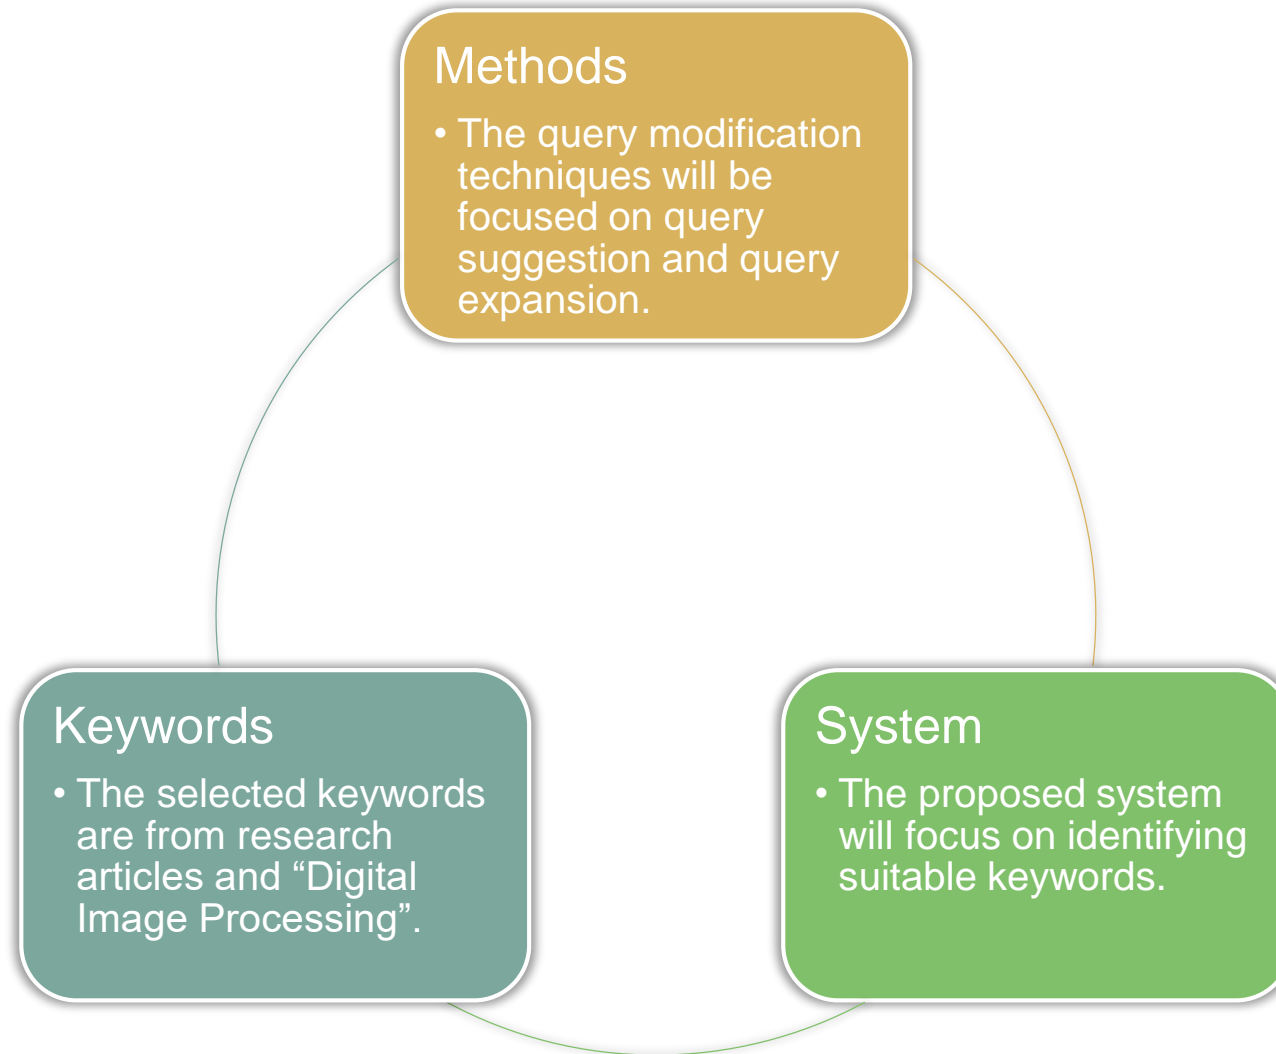 Methods
• The query modification
techniques will be
focused on query
suggestion and query
expansion.
Keywords
• The selected keywords
are from research
articles and “Digital
Image Processing”.
System
• The proposed system
will focus on identifying
suitable keywords.